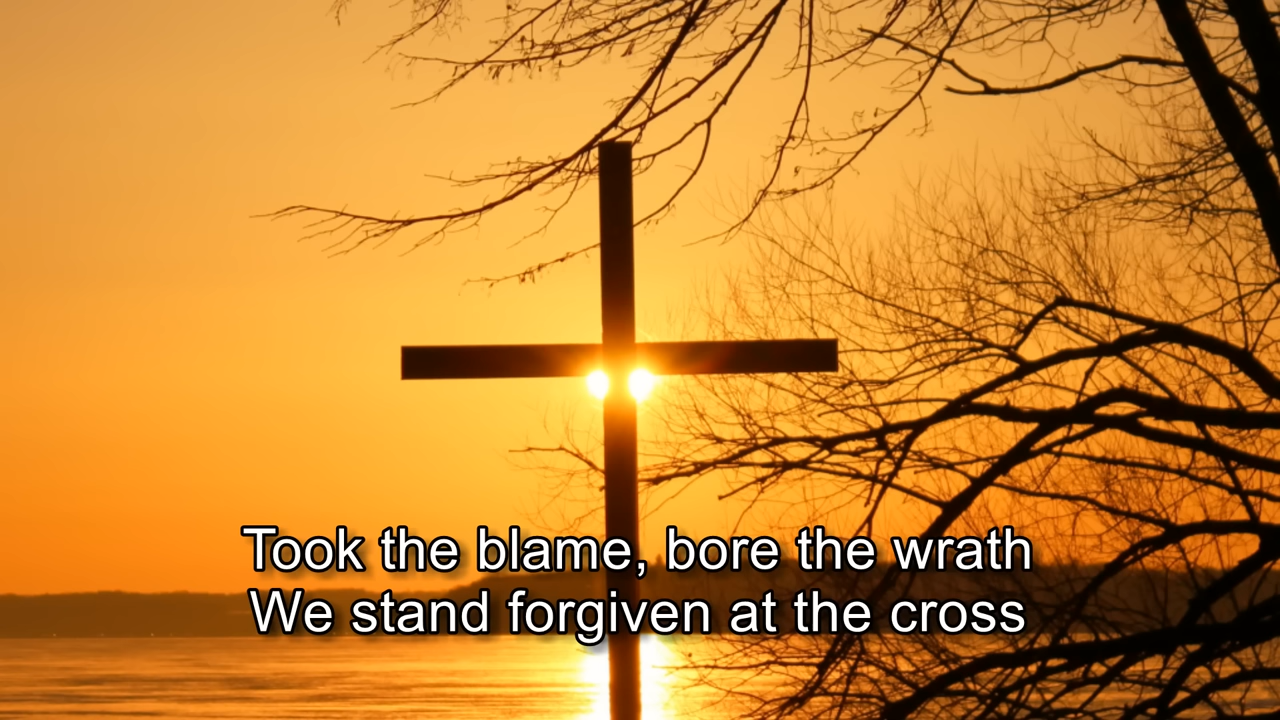 Took the blame, bore the wrath
We stand forgiven at the cross